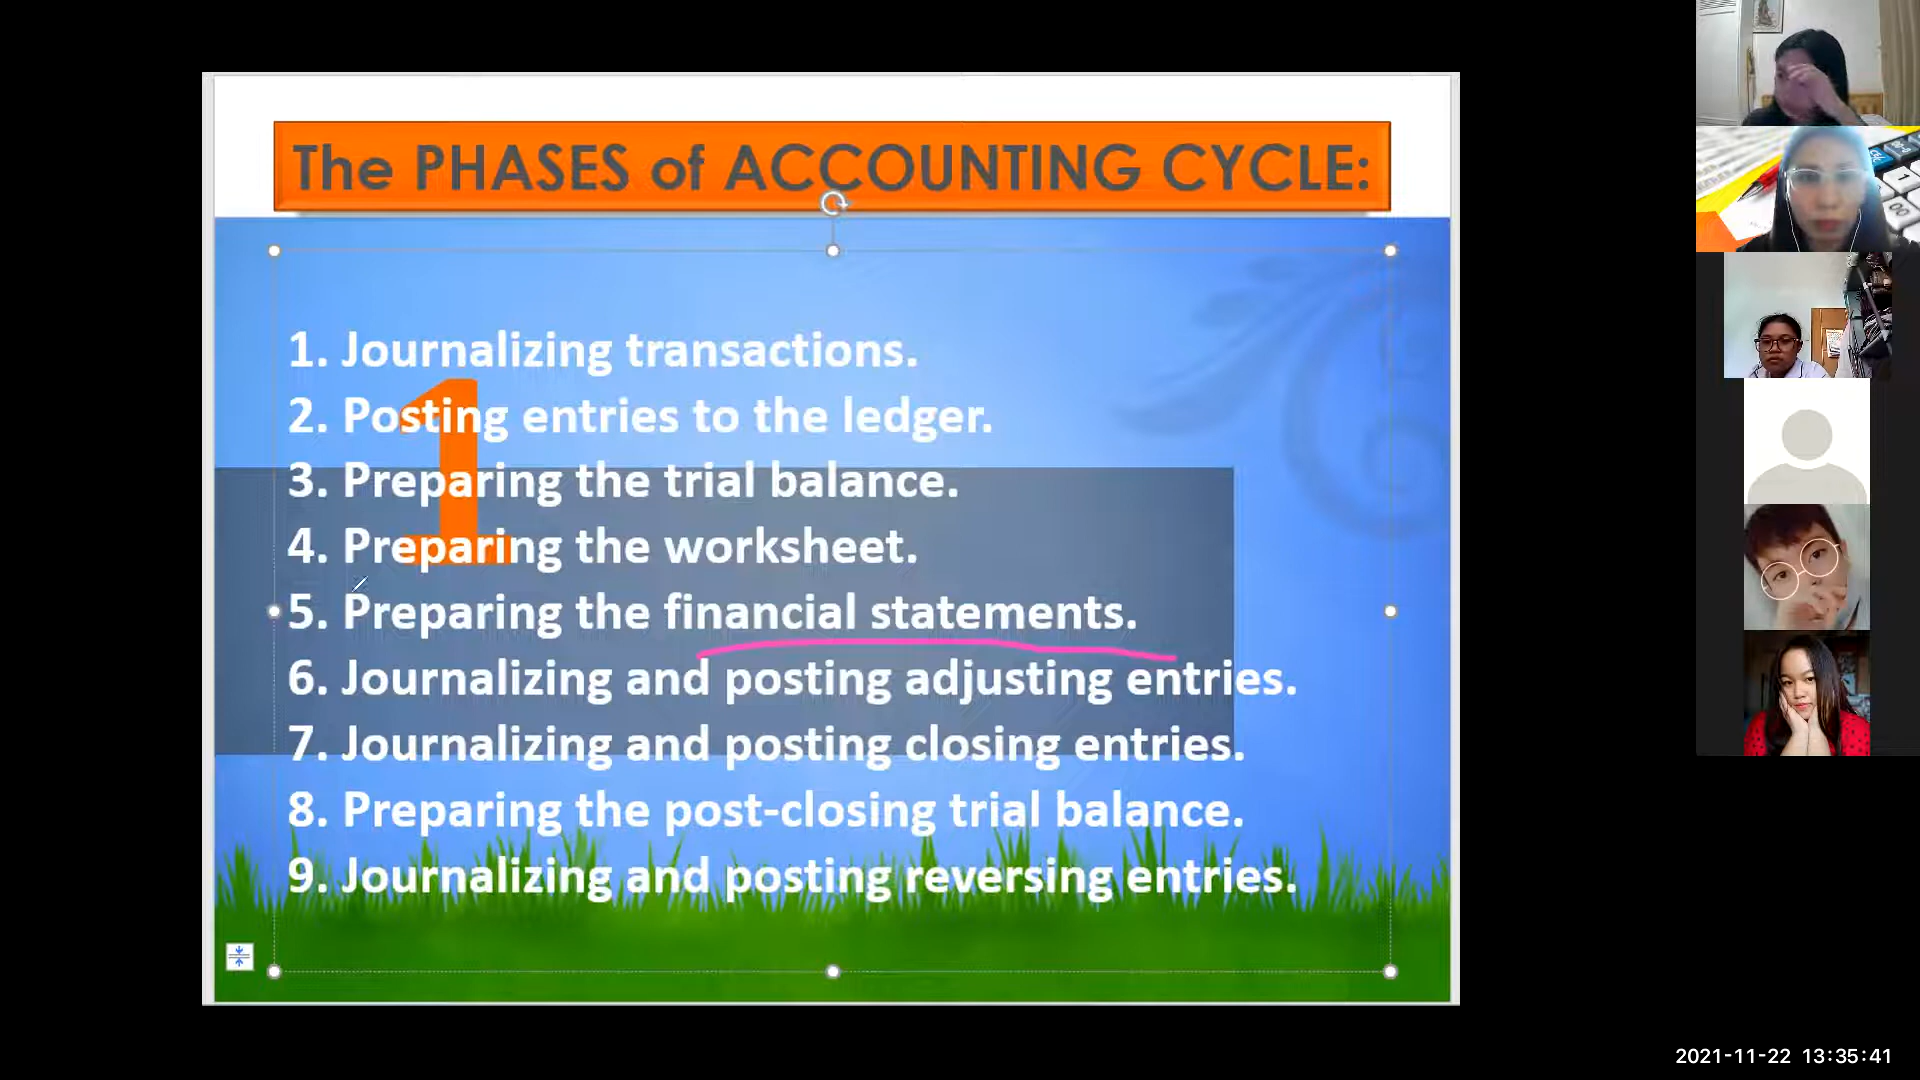 The PHASES of ACCOUNTING CYCLE:
1
1. Journalizing transactions.
2. Posting entries to the ledger.
3. Preparing the trial balance.
4. Preparing the worksheet.
5. Preparing the financial statements.
6. Journalizing and posting adjusting entries.
7. Journalizing and posting closing entries.
8. Preparing the post-closing trial balance.
9. Journalizing and posting reversing entries.
2021-11-22 13:35:41